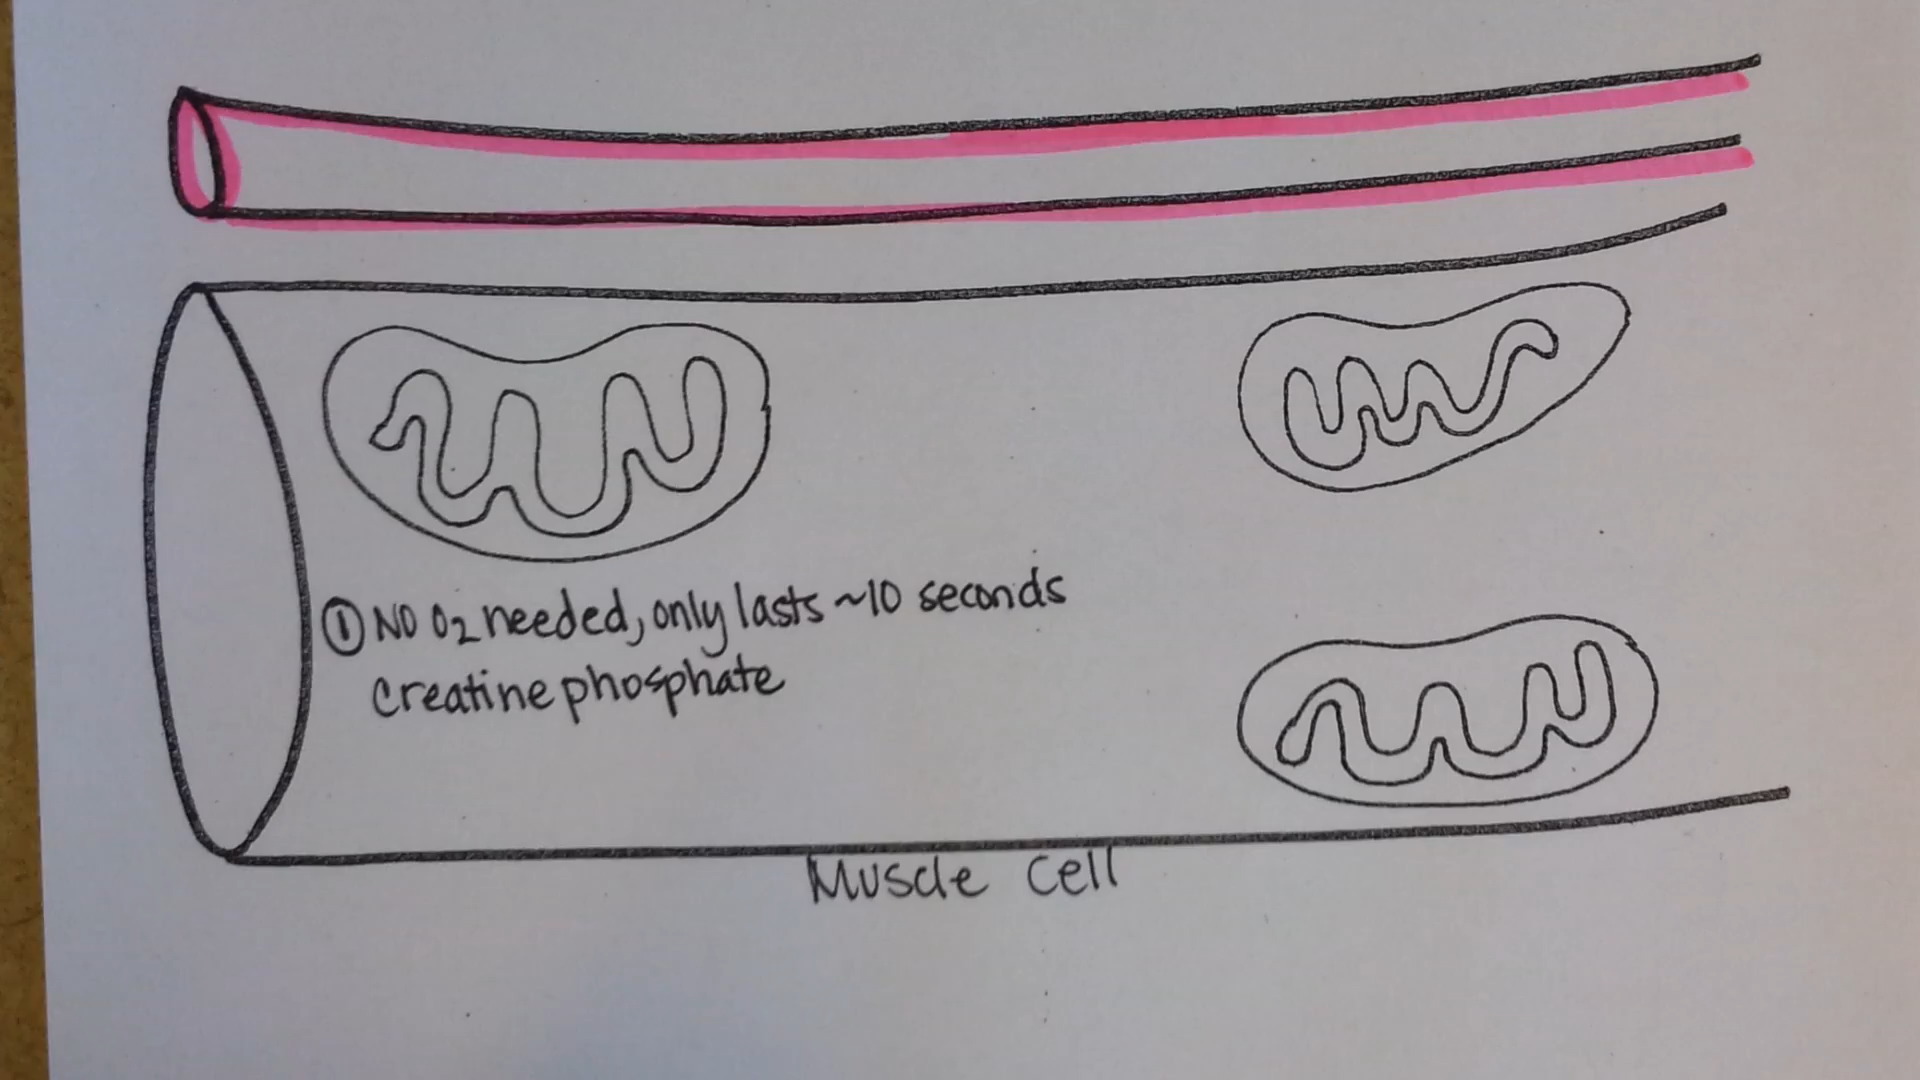 ① NO O₂ needed, only lasts ~10 seconds
creatine phosphate
Muscle cell